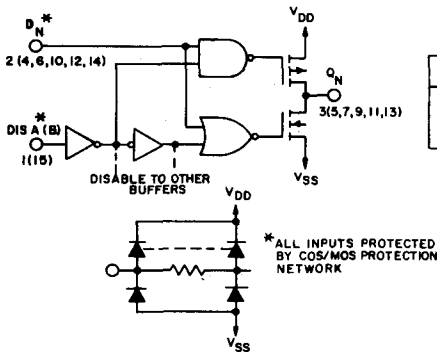 D_N *
V_DD
2 (4, 6, 10, 12, 14)
Q_N
3(5,7,9,11,13)
* DIS A (B)
1(15)
DISABLE TO OTHER
BUFFERS
V_SS
V_DD
* ALL INPUTS PROTECTED
BY COS/MOS PROTECTION
NETWORK
V_SS